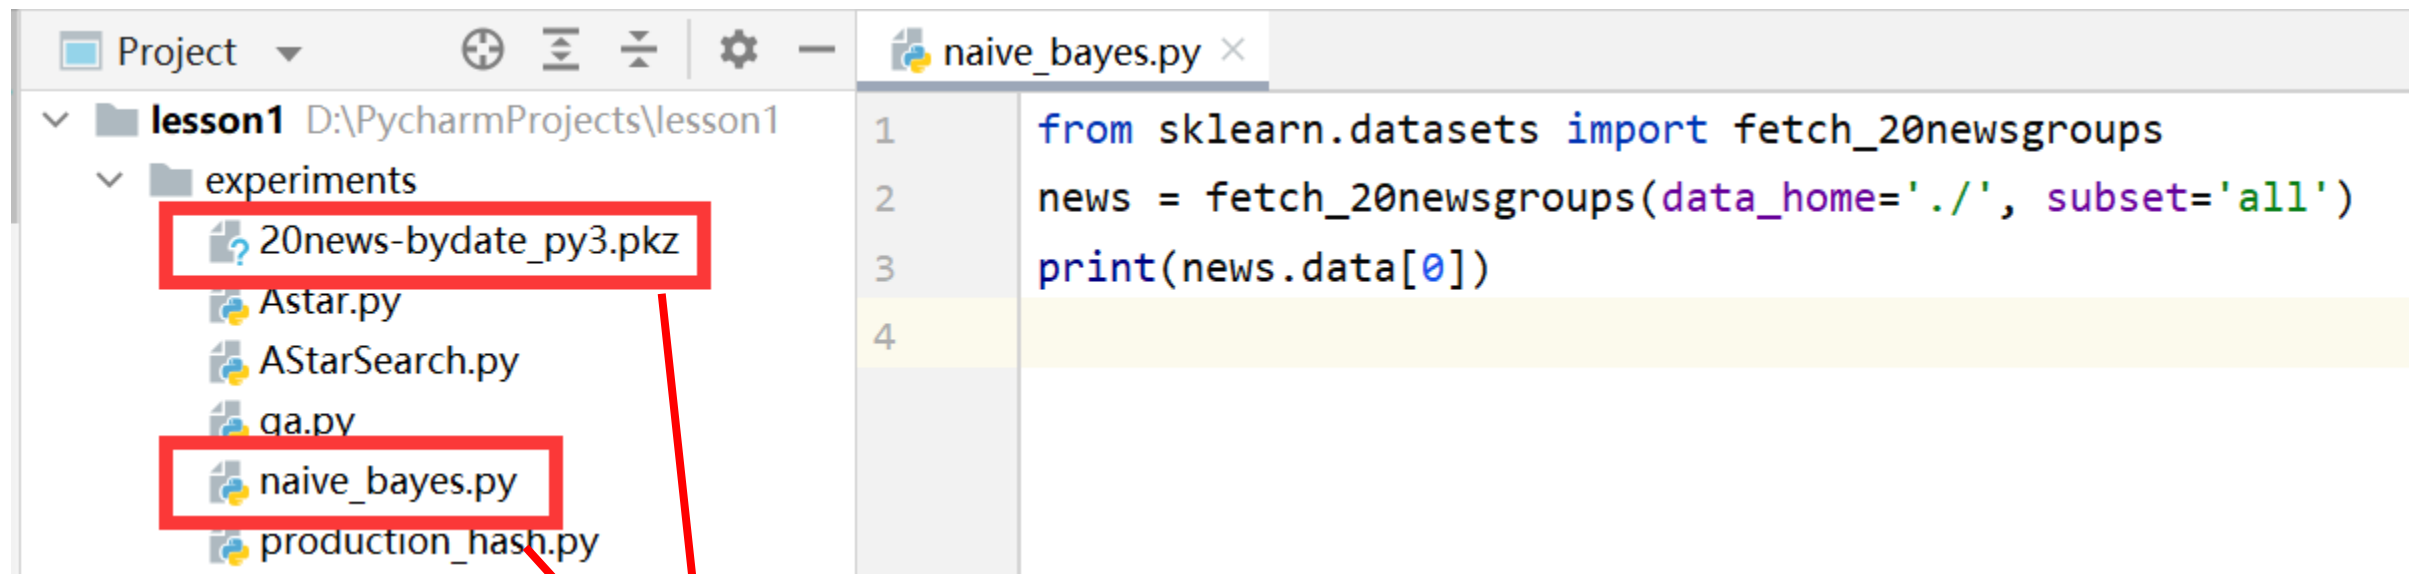 Project
naive_bayes.py
lesson1 D:\PycharmProjects\lesson1
experiments
20news-bydate_py3.pkz
Astar.py
AStarSearch.py
ga.py
naive_bayes.py
production_hash.py
1 from sklearn.datasets import fetch_20newsgroups
2 news = fetch_20newsgroups(data_home='./', subset='all')
3 print(news.data[0])
4